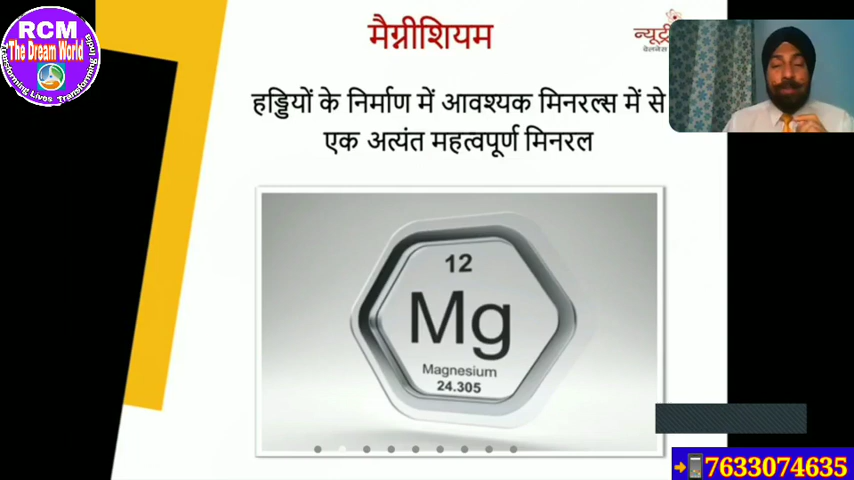 RCM
The Dream World
Transforming Lives Transforming India
मैग्नीशियम
हड्डियों के निर्माण में आवश्यक मिनरल्स में से
एक अत्यंत महत्वपूर्ण मिनरल
12
Mg
Magnesium
24.305
7633074635